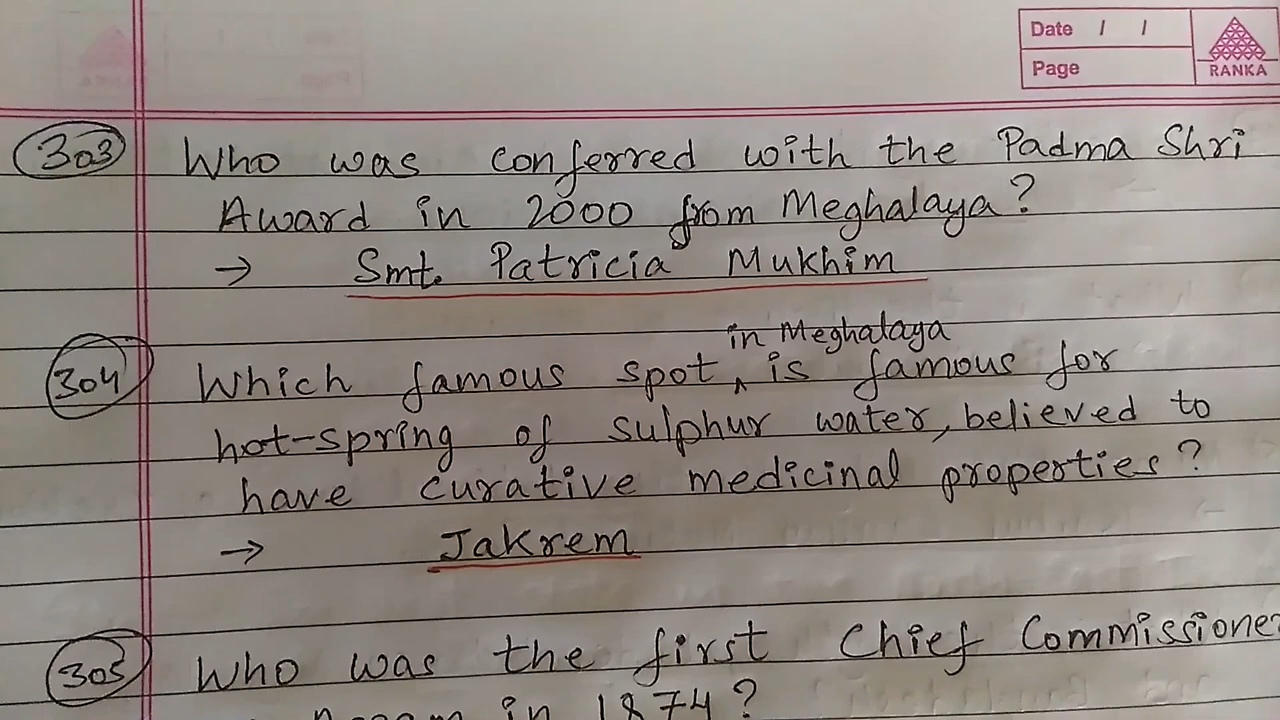 Date / /
Page
RANKA
303 Who was conferred with the Padma Shri
Award in 2000 from Meghalaya?
→ Smt. Patricia Mukhim
in Meghalaya
304 Which famous spot ^ is famous for
hot-spring of sulphur water, believed to
have curative medicinal properties?
→ Jakrem
305 Who was the first Chief Commissioner
in 1874?